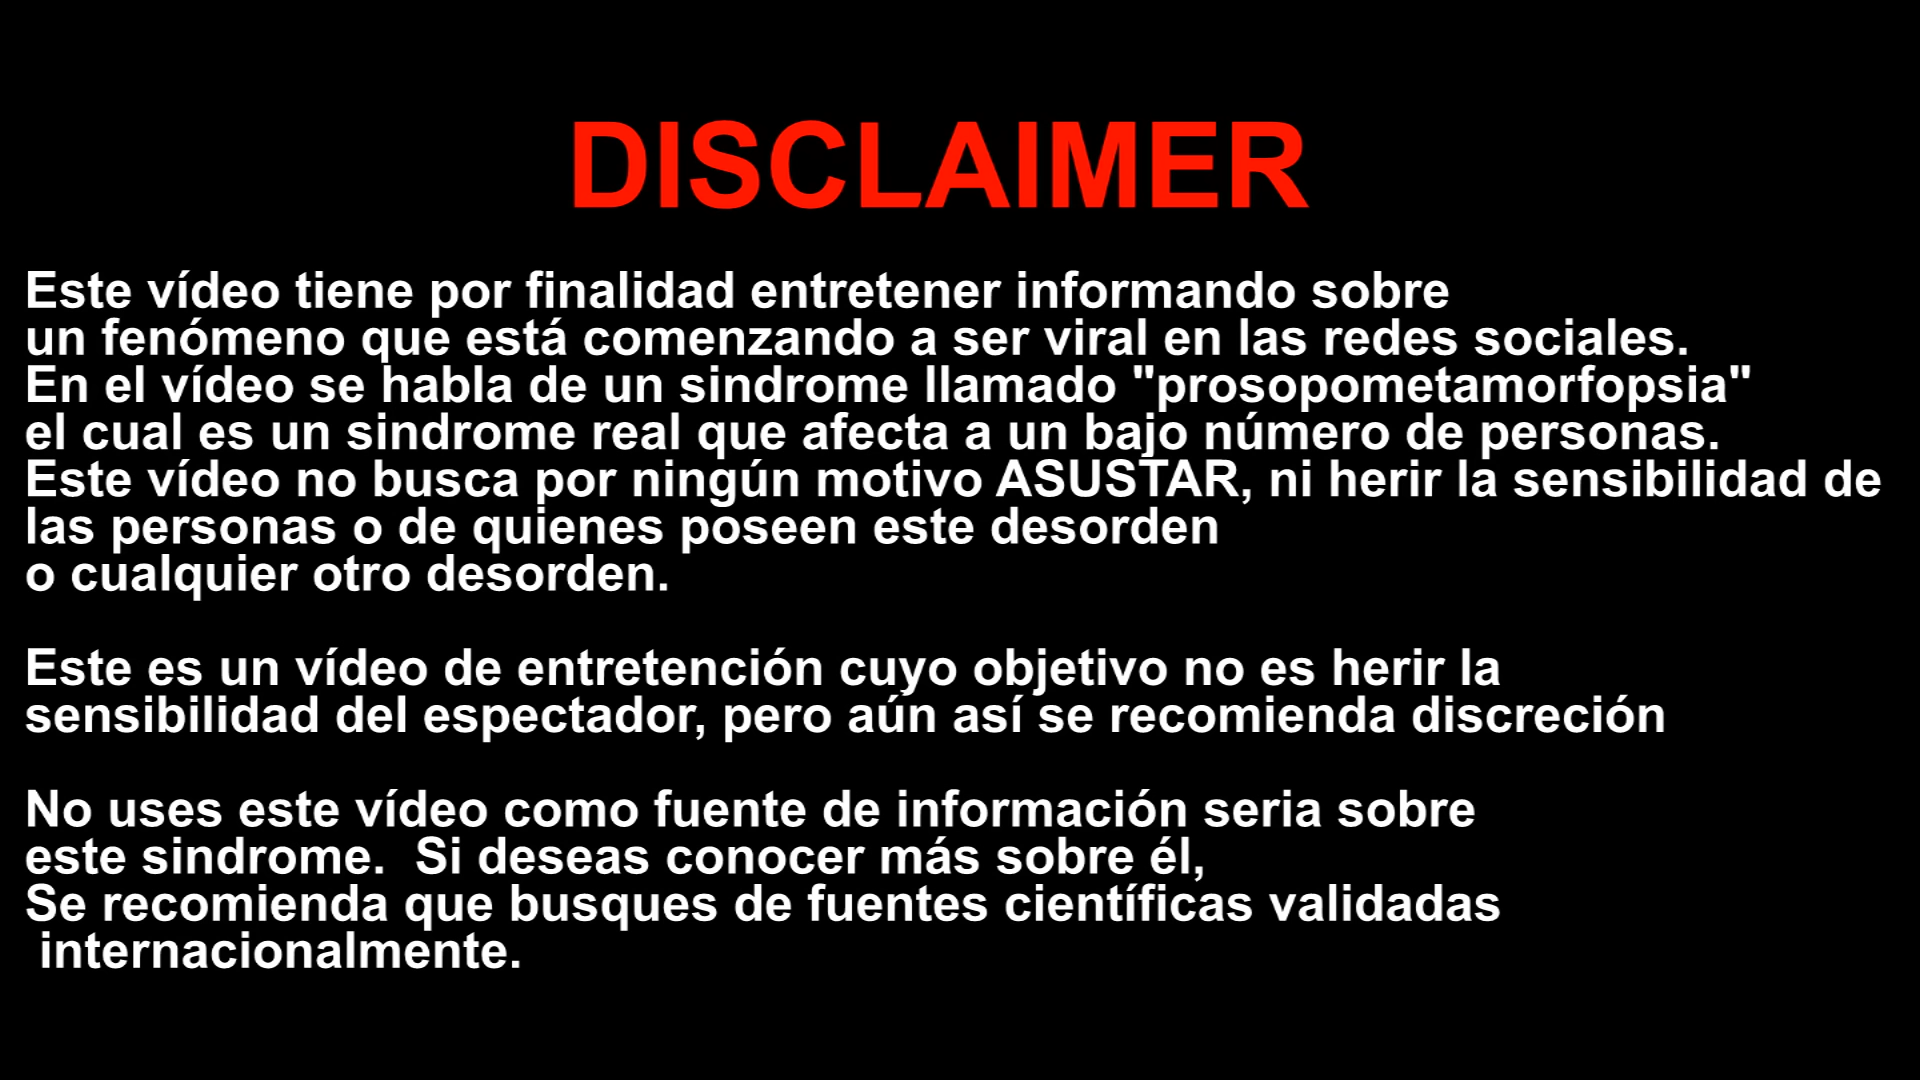 DISCLAIMER
Este vídeo tiene por finalidad entretener informando sobre
un fenómeno que está comenzando a ser viral en las redes sociales.
En el vídeo se habla de un sindrome llamado "prosopometamorfopsia"
el cual es un sindrome real que afecta a un bajo número de personas.
Este vídeo no busca por ningún motivo ASUSTAR, ni herir la sensibilidad de
las personas o de quienes poseen este desorden
o cualquier otro desorden.
Este es un vídeo de entretención cuyo objetivo no es herir la
sensibilidad del espectador, pero aún así se recomienda discreción
No uses este vídeo como fuente de información seria sobre
este sindrome.  Si deseas conocer más sobre él,
Se recomienda que busques de fuentes científicas validadas
internacionalmente.